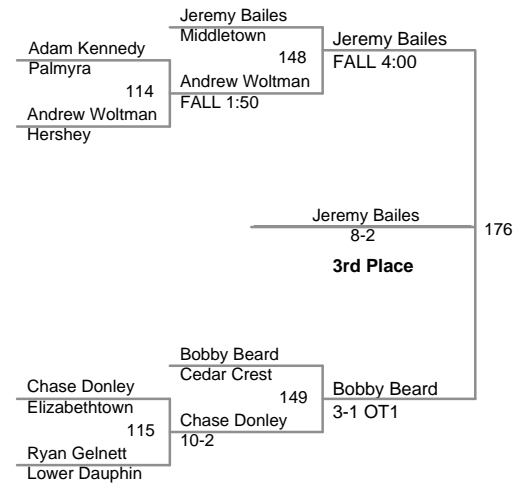 Jeremy Bailes
Middletown
Adam Kennedy
Palmyra
148
Jeremy Bailes
FALL 4:00
114
Andrew Woltman
FALL 1:50
Andrew Woltman
Hershey
Jeremy Bailes
8-2
176
3rd Place
Bobby Beard
Cedar Crest
Chase Donley
Elizabethtown
149
Bobby Beard
3-1 OT1
115
Chase Donley
10-2
Ryan Gelnett
Lower Dauphin